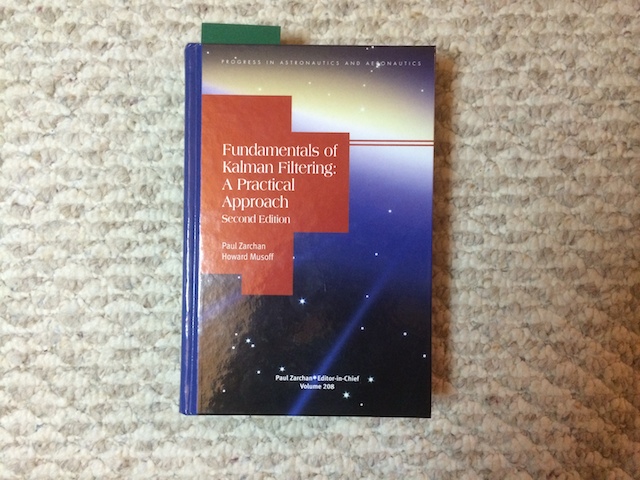 PROGRESS IN ASTRONAUTICS AND AERONAUTICS
Fundamentals of
Kalman Filtering:
A Practical
Approach
Second Edition
Paul Zarchan
Howard Musoff
Paul Zarchan•Editor-in-Chief
Volume 208